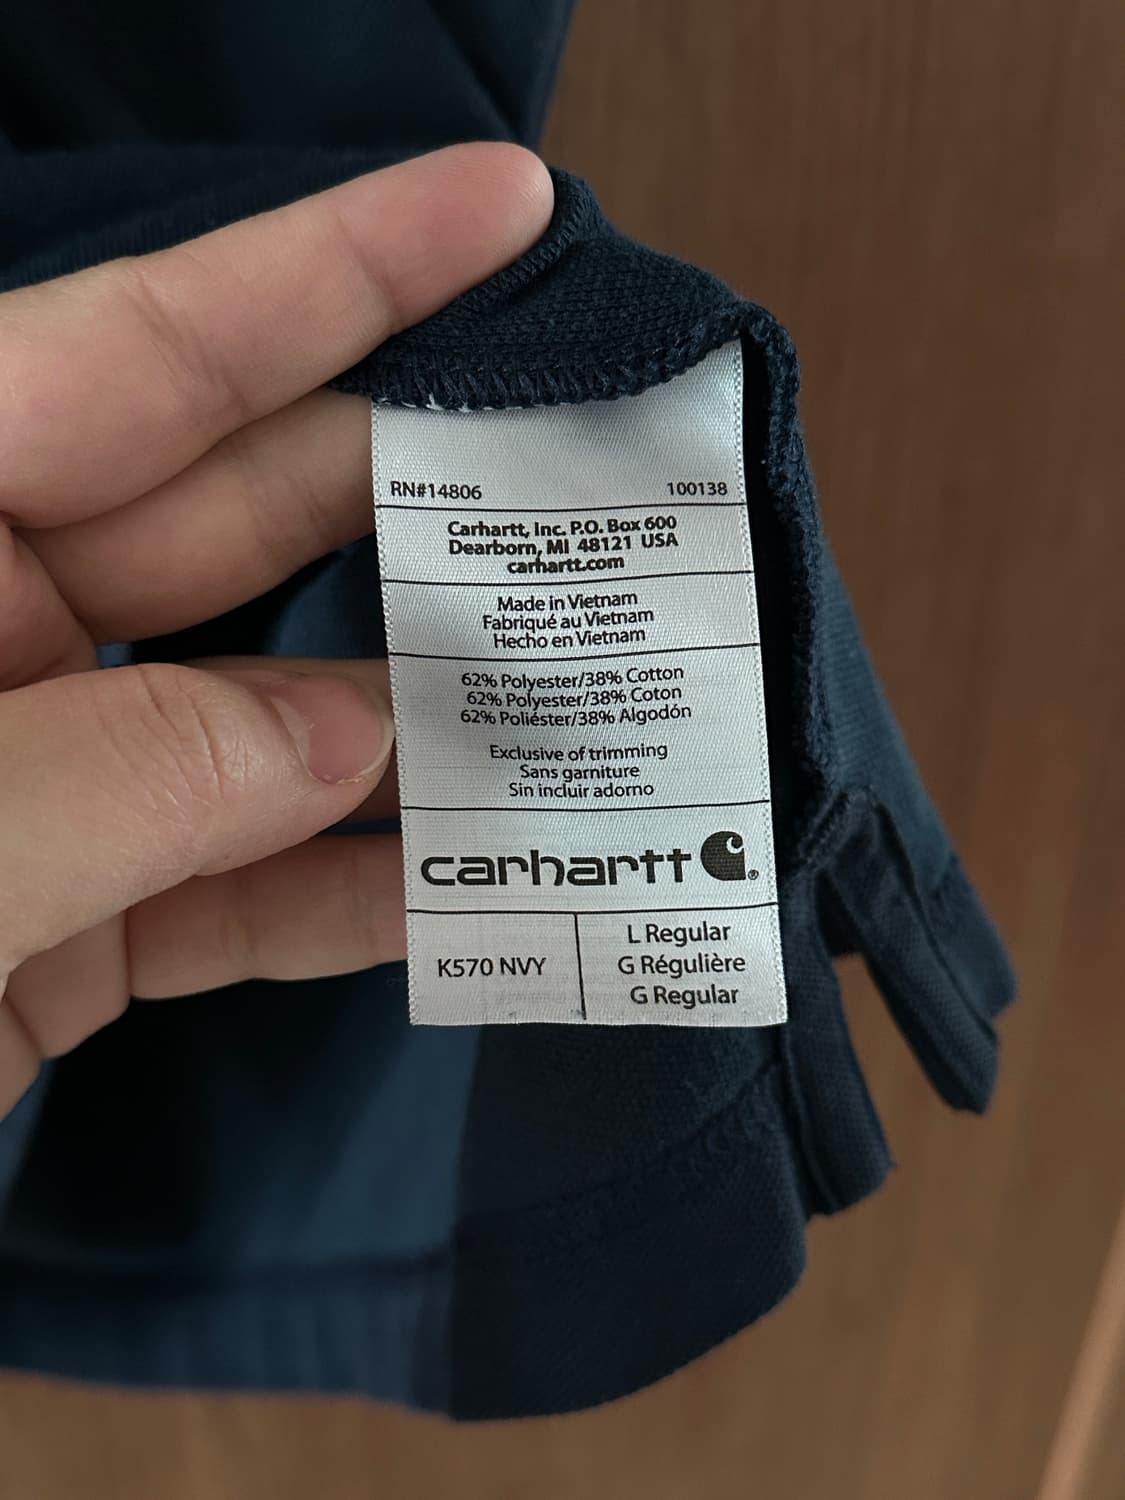 RN#14806 100138
Carhartt, Inc. P.O. Box 600
Dearborn, MI 48121 USA
carhartt.com
Made in Vietnam
Fabriqué au Vietnam
Hecho en Vietnam
62% Polyester/38% Cotton
62% Polyester/38% Coton
62% Poliéster/38% Algodón
Exclusive of trimming
Sans garniture
Sin incluir adorno
carhartt ®
K570 NVY
L Regular
G Régulière
G Regular